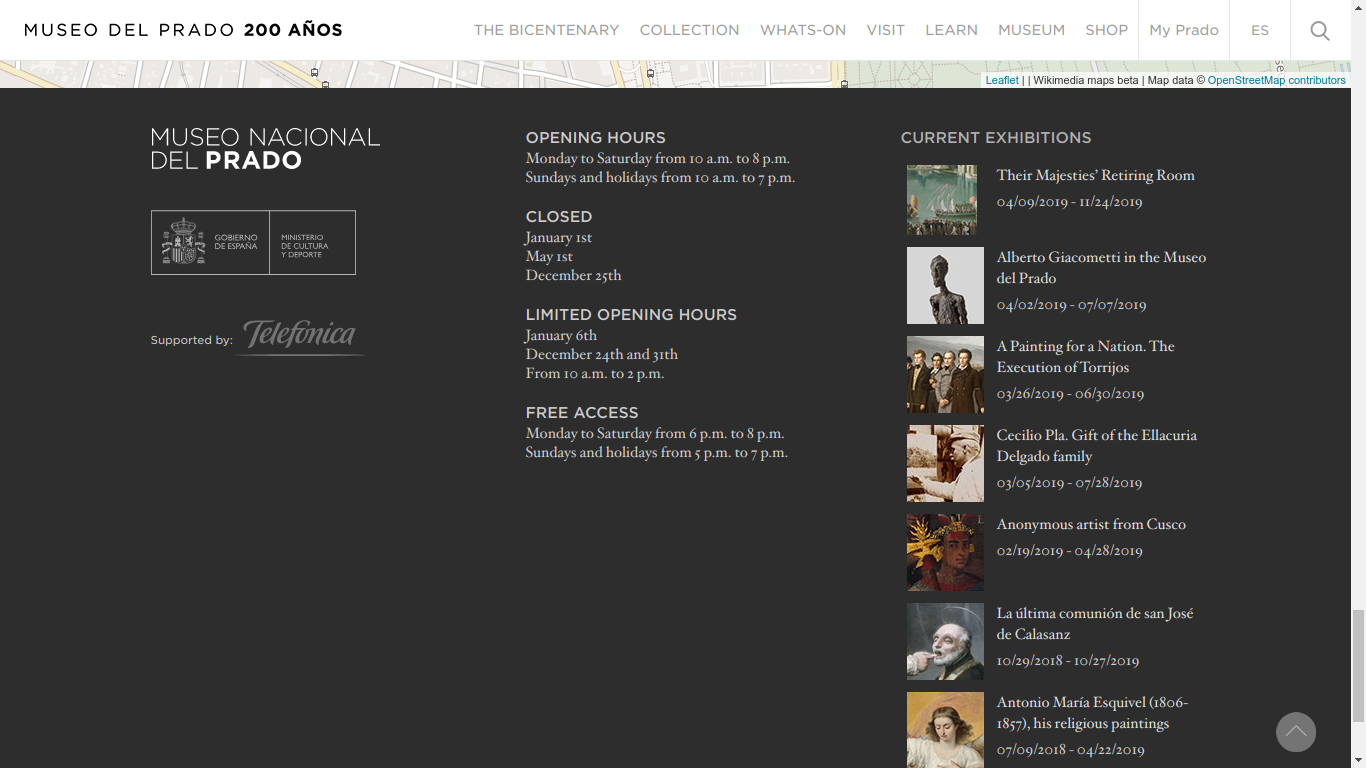 MUSEO DEL PRADO 200 AÑOS
THE BICENTENARY COLLECTION WHATS-ON VISIT LEARN MUSEUM SHOP My Prado ES
Leaflet | | Wikimedia maps beta | Map data © OpenStreetMap contributors
MUSEO NACIONAL
DEL PRADO
GOBIERNO
DE ESPAÑA
MINISTERIO
DE CULTURA
Y DEPORTE
Supported by: Telefónica
OPENING HOURS
Monday to Saturday from 10 a.m. to 8 p.m.
Sundays and holidays from 10 a.m. to 7 p.m.
CLOSED
January 1st
May 1st
December 25th
LIMITED OPENING HOURS
January 6th
December 24th and 31th
From 10 a.m. to 2 p.m.
FREE ACCESS
Monday to Saturday from 6 p.m. to 8 p.m.
Sundays and holidays from 5 p.m. to 7 p.m.
CURRENT EXHIBITIONS
Their Majesties’ Retiring Room
04/09/2019 - 11/24/2019
Alberto Giacometti in the Museo
del Prado
04/02/2019 - 07/07/2019
A Painting for a Nation. The
Execution of Torrijos
03/26/2019 - 06/30/2019
Cecilio Pla. Gift of the Ellacuria
Delgado family
03/05/2019 - 07/28/2019
Anonymous artist from Cusco
02/19/2019 - 04/28/2019
La última comunión de san José
de Calasanz
10/29/2018 - 10/27/2019
Antonio María Esquivel (1806-
1857), his religious paintings
07/09/2018 - 04/22/2019